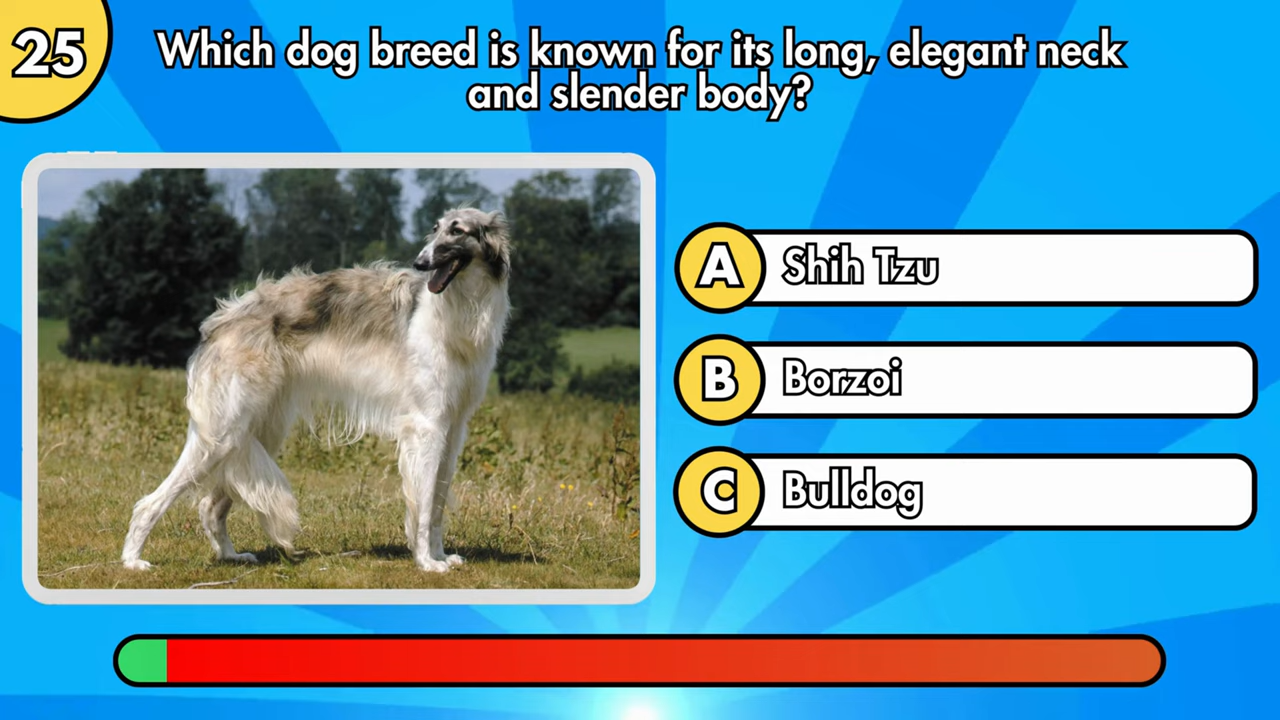 25
Which dog breed is known for its long, elegant neck
and slender body?
A Shih Tzu
B Borzoi
C Bulldog